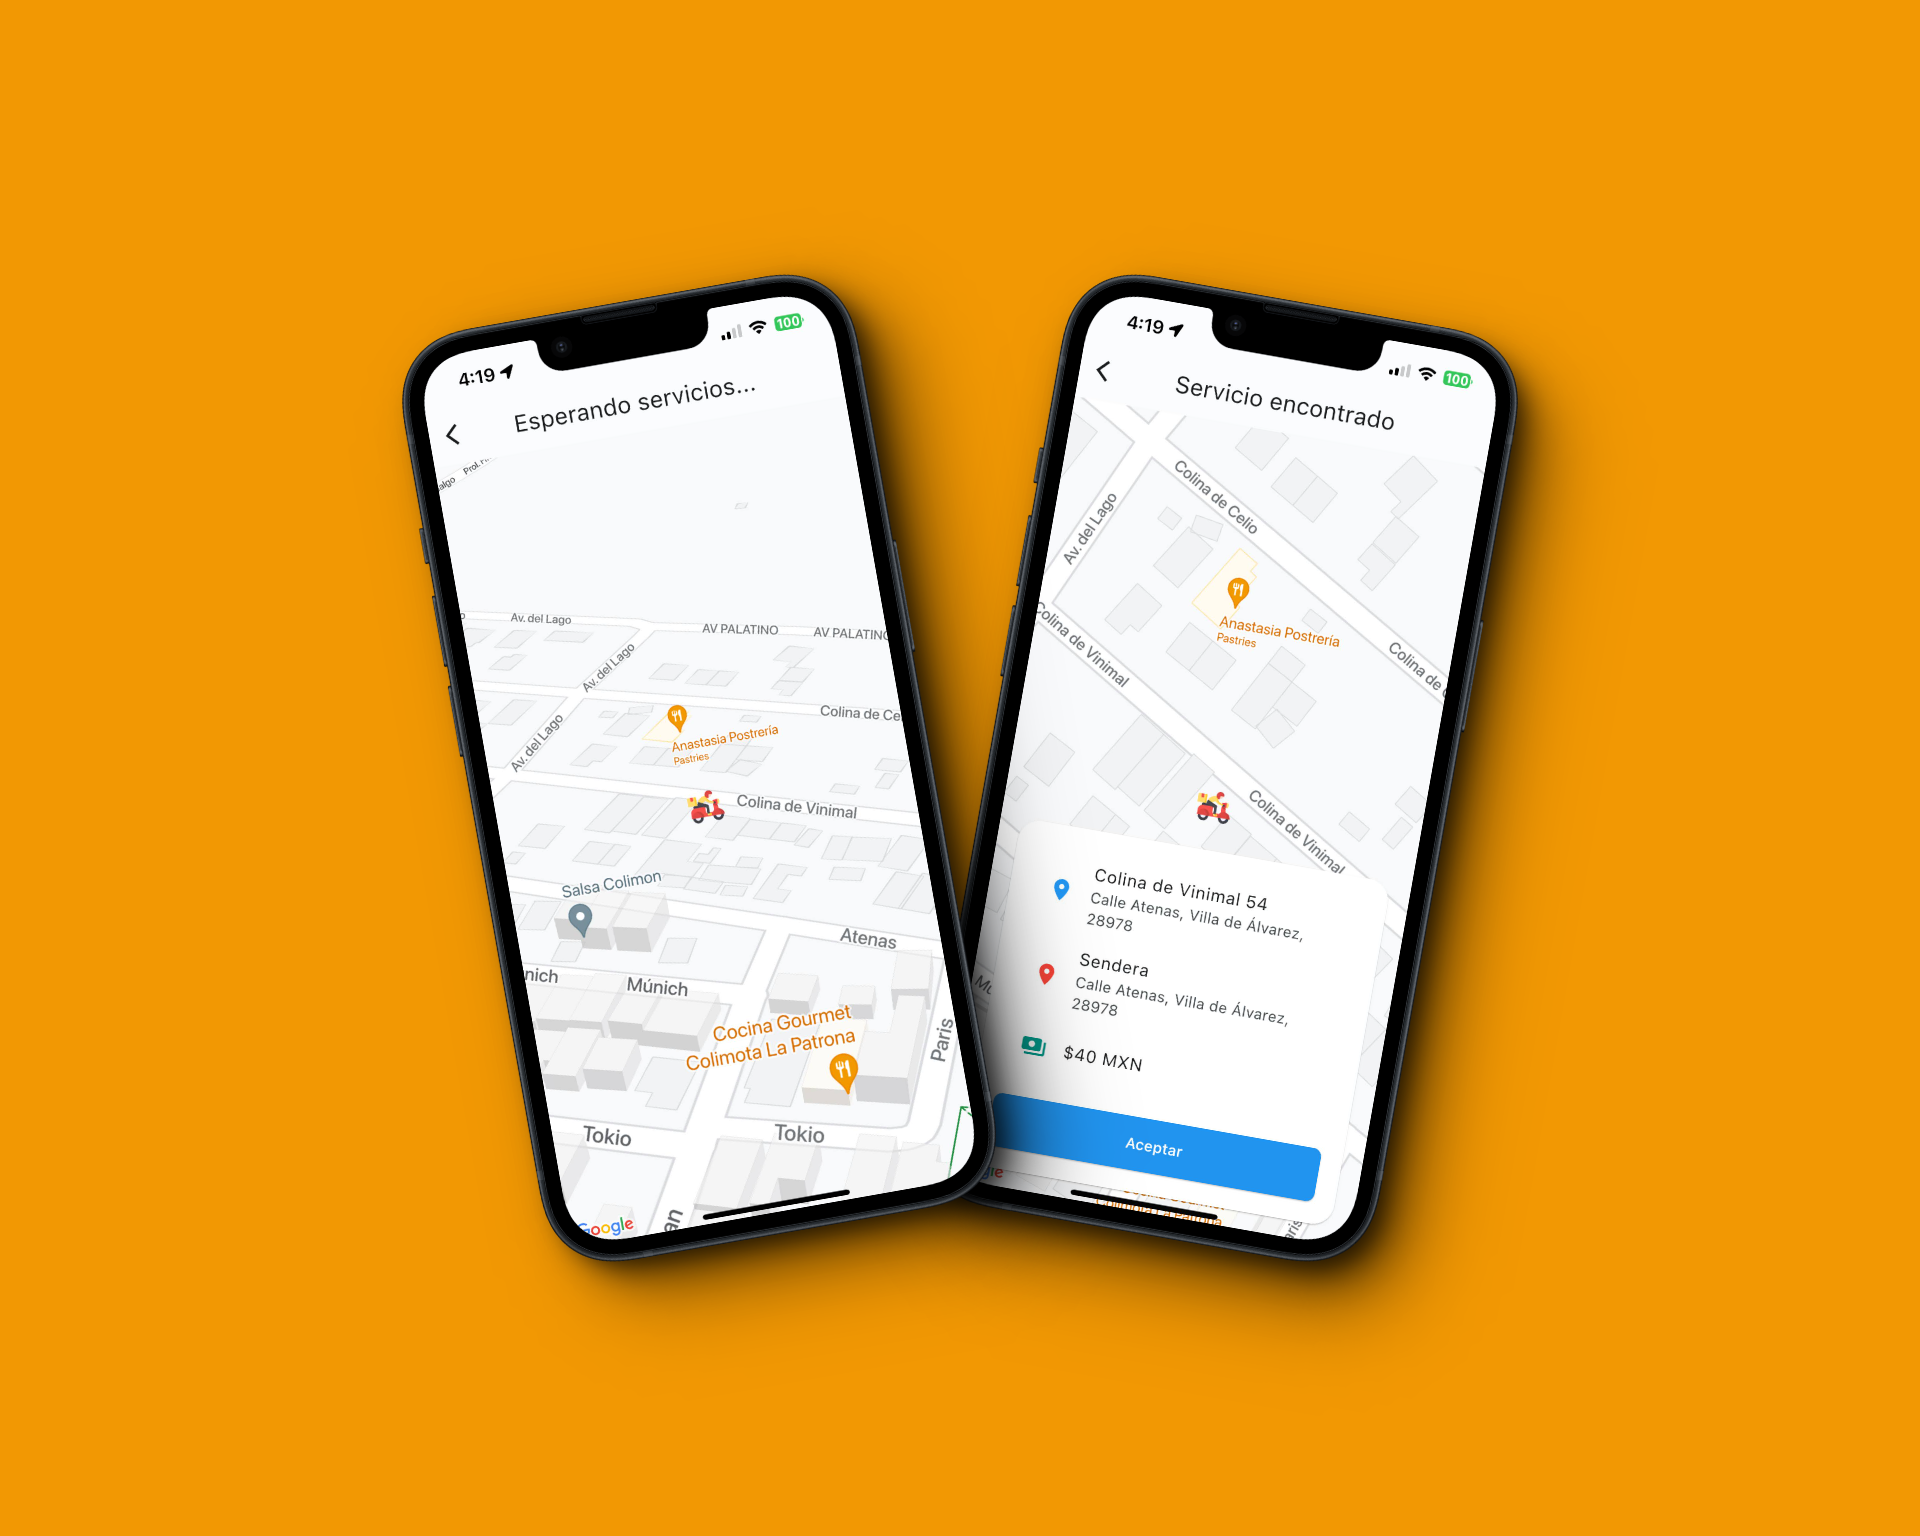 4:19
100
Esperando servicios...
Av. del Lago
AV PALATINO
AV PALATINO
Av. del Lago
Colina de Ce
Av. del Lago
Anastasia Postrería
Pastries
Colina de Vinimal
Salsa Colimon
Atenas
nich
Múnich
Cocina Gourmet
Colimota La Patrona
Paris
Tokio
Tokio
an
Google
4:19
100
Servicio encontrado
Colina de Celio
Av. del Lago
Anastasia Postrería
Pastries
Colina de Vinimal
Colina de C
Colina de Vinimal
Colina de Vinimal 54
Calle Atenas, Villa de Álvarez,
28978
Sendera
Calle Atenas, Villa de Álvarez,
28978
$40 MXN
Aceptar